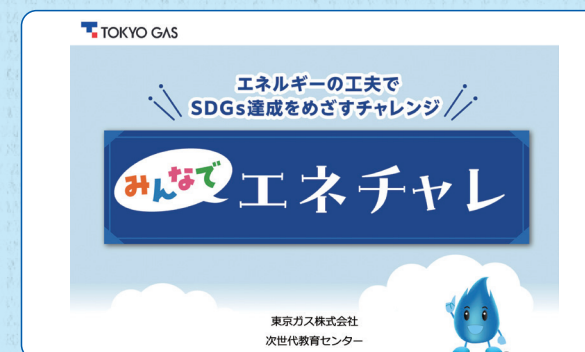 TOKYO GAS
エネルギーの工夫で
SDGs達成をめざすチャレンジ
みんなで エネチャレ
東京ガス株式会社
次世代教育センター